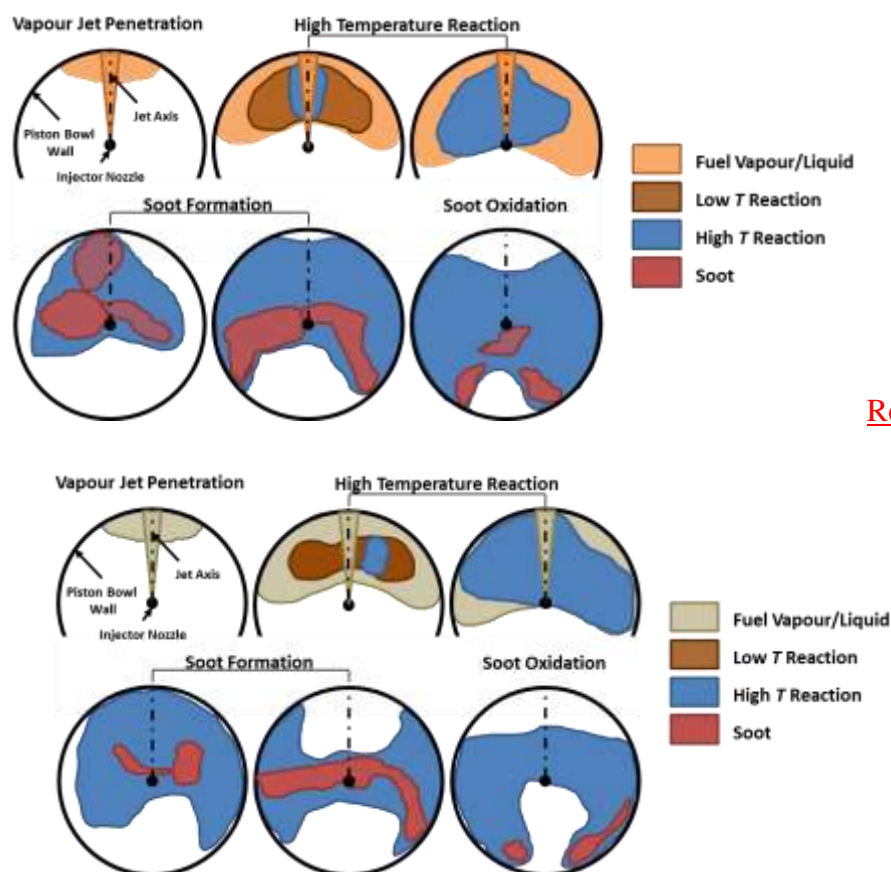 Vapour Jet Penetration
High Temperature Reaction
Jet Axis
Piston Bowl
Wall
Injector Nozzle
Soot Formation
Soot Oxidation
Fuel Vapour/Liquid
Low T Reaction
High T Reaction
Soot
Vapour Jet Penetration
High Temperature Reaction
Jet Axis
Piston Bowl
Wall
Injector Nozzle
Soot Formation
Soot Oxidation
Fuel Vapour/Liquid
Low T Reaction
High T Reaction
Soot